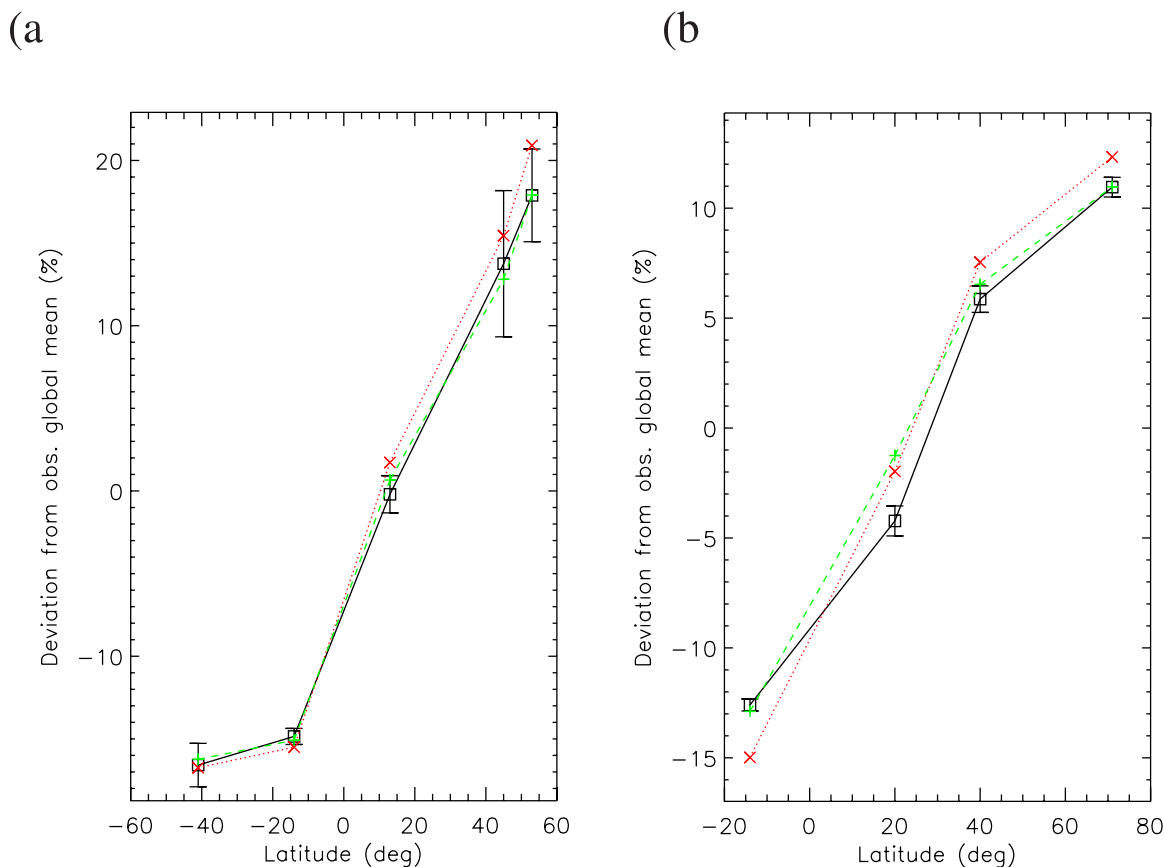 (a
(b
Deviation from obs. global mean (%)
20
10
0
−10
−60 −40 −20 0 20 40 60
Latitude (deg)
Deviation from obs. global mean (%)
10
5
0
−5
−10
−15
−20 0 20 40 60 80
Latitude (deg)